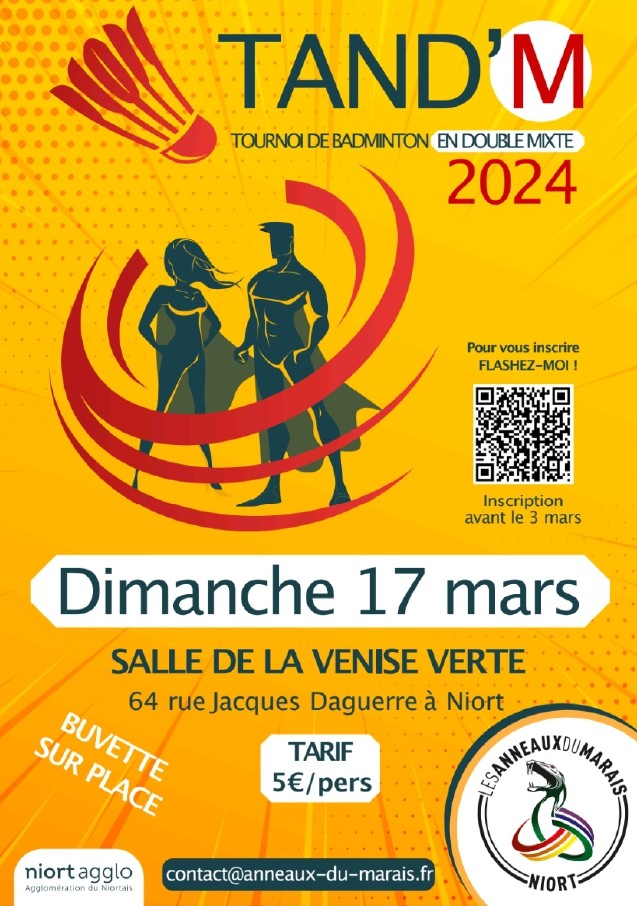 TAND'M
TOURNOI DE BADMINTON EN DOUBLE MIXTE
2024
Pour vous inscrire
FLASHEZ-MOI !
Inscription
avant le 3 mars
Dimanche 17 mars
SALLE DE LA VENISE VERTE
64 rue Jacques Daguerre à Niort
BUVETTE
SUR PLACE
TARIF
5€/pers
LES ANNEAUX DU MARAIS
NIORT
niort agglo
Agglomération du Niortais
contact@anneaux-du-marais.fr